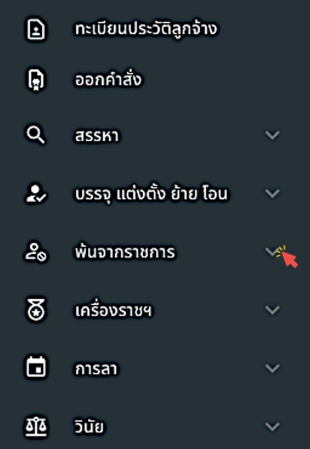 ทะเบียนประวัติลูกจ้าง
ออกคำสั่ง
สรรหา
บรรจุ แต่งตั้ง ย้าย โอน
พ้นจากราชการ
เครื่องราชฯ
การลา
วินัย